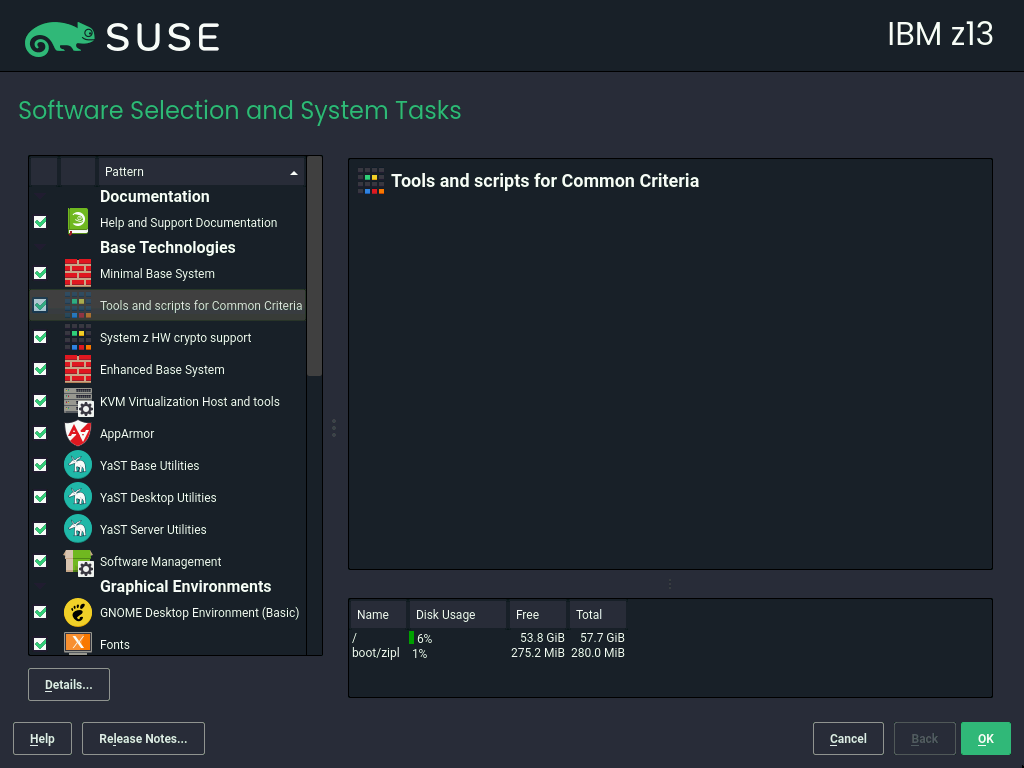 SUSE
IBM z13
Software Selection and System Tasks
Pattern
Documentation
Help and Support Documentation
Base Technologies
Minimal Base System
Tools and scripts for Common Criteria
System z HW crypto support
Enhanced Base System
KVM Virtualization Host and tools
AppArmor
YaST Base Utilities
YaST Desktop Utilities
YaST Server Utilities
Software Management
Graphical Environments
GNOME Desktop Environment (Basic)
Fonts
Details...
Tools and scripts for Common Criteria
Name Disk Usage Free Total
/ 6% 53.8 GiB 57.7 GiB
boot/zipl 1% 275.2 MiB 280.0 MiB
Help Release Notes... Cancel Back OK